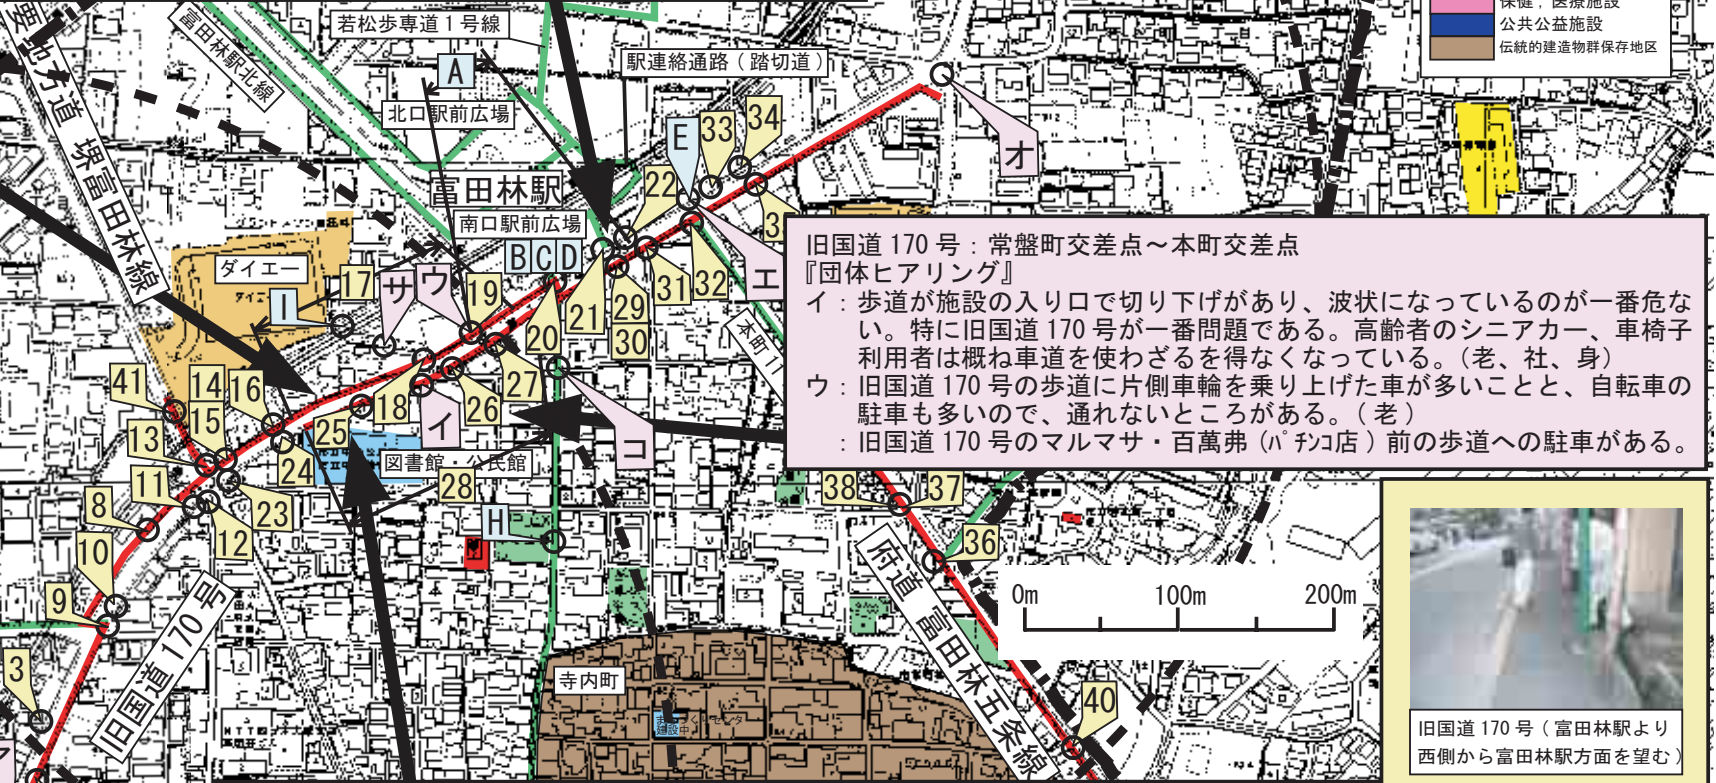 保健，医療施設
公共公益施設
伝統的建造物群保存地区
若松歩専道１号線
富田林駅北線
A
駅連絡通路（踏切道）
北口駅前広場
堺富田林線
富田林駅
南口駅前広場
B C D
E
33
34
オ
22
ダイエー
I
17
サ
ウ
19
20
21
29
30
31
32
エ
旧国道 170 号：常盤町交差点～本町交差点
『団体ヒアリング』
イ：歩道が施設の入り口で切り下げがあり、波状になっているのが一番危な
い。特に旧国道 170 号が一番問題である。高齢者のシニアカー、車椅子
利用者は概ね車道を使わざるを得なくなっている。（老、社、身）
ウ：旧国道 170 号の歩道に片側車輪を乗り上げた車が多いことと、自転車の
駐車も多いので、通れないところがある。（老）
：旧国道 170 号のマルマサ・百萬弗（パチンコ店）前の歩道への駐車がある。
41
14
15
16
13
18
イ
26
27
コ
25
24
図書館・公民館
28
11
8
23
12
10
9
3
H
38
37
36
旧国道 170 号
府道 富田林五条線
0m 100m 200m
寺内町
40
旧国道 170 号（富田林駅より
西側から富田林駅方面を望む）